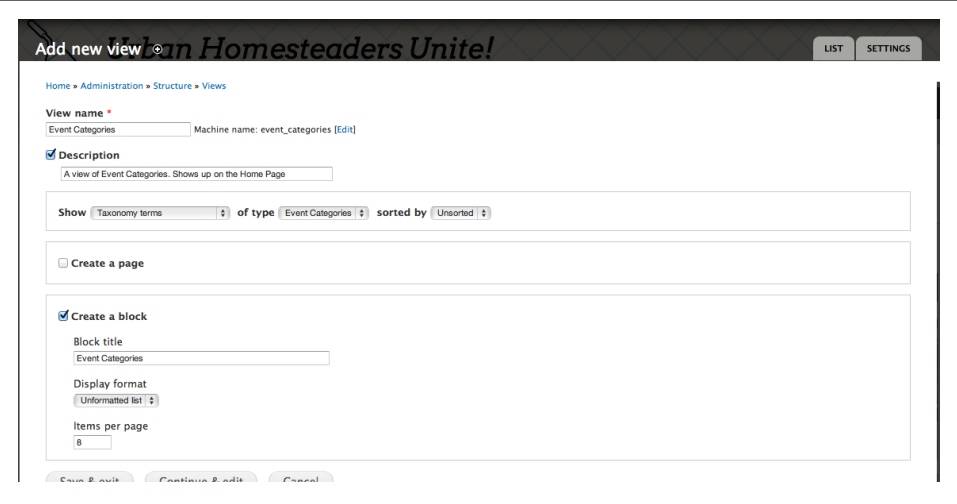 Urban Homesteaders Unite!
Add new view
LIST SETTINGS
Home » Administration » Structure » Views
View name *
Event Categories Machine name: event_categories [Edit]
Description
A view of Event Categories. Shows up on the Home Page
Show Taxonomy terms of type Event Categories sorted by Unsorted
Create a page
Create a block
Block title
Event Categories
Display format
Unformatted list
Items per page
8
Save & exit Continue & edit Cancel